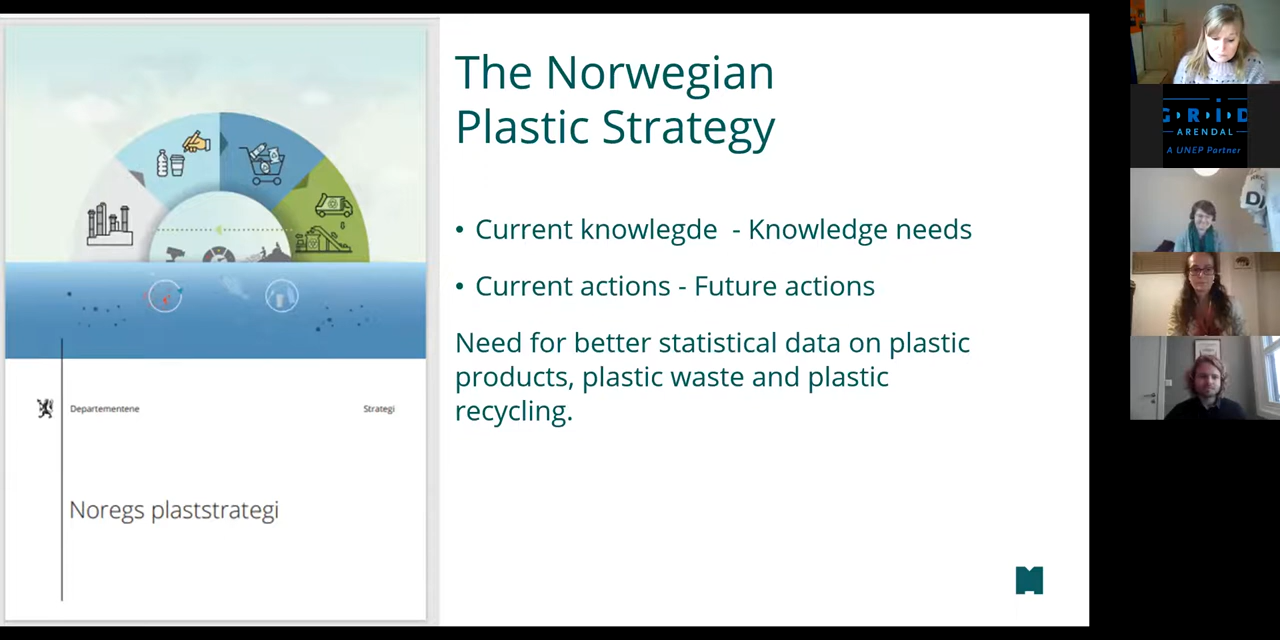 The Norwegian
Plastic Strategy
• Current knowlegde - Knowledge needs
• Current actions - Future actions
Need for better statistical data on plastic
products, plastic waste and plastic
recycling.
Departementene
Strategi
Noregs plaststrategi
GRID
ARENDAL
A UNEP Partner